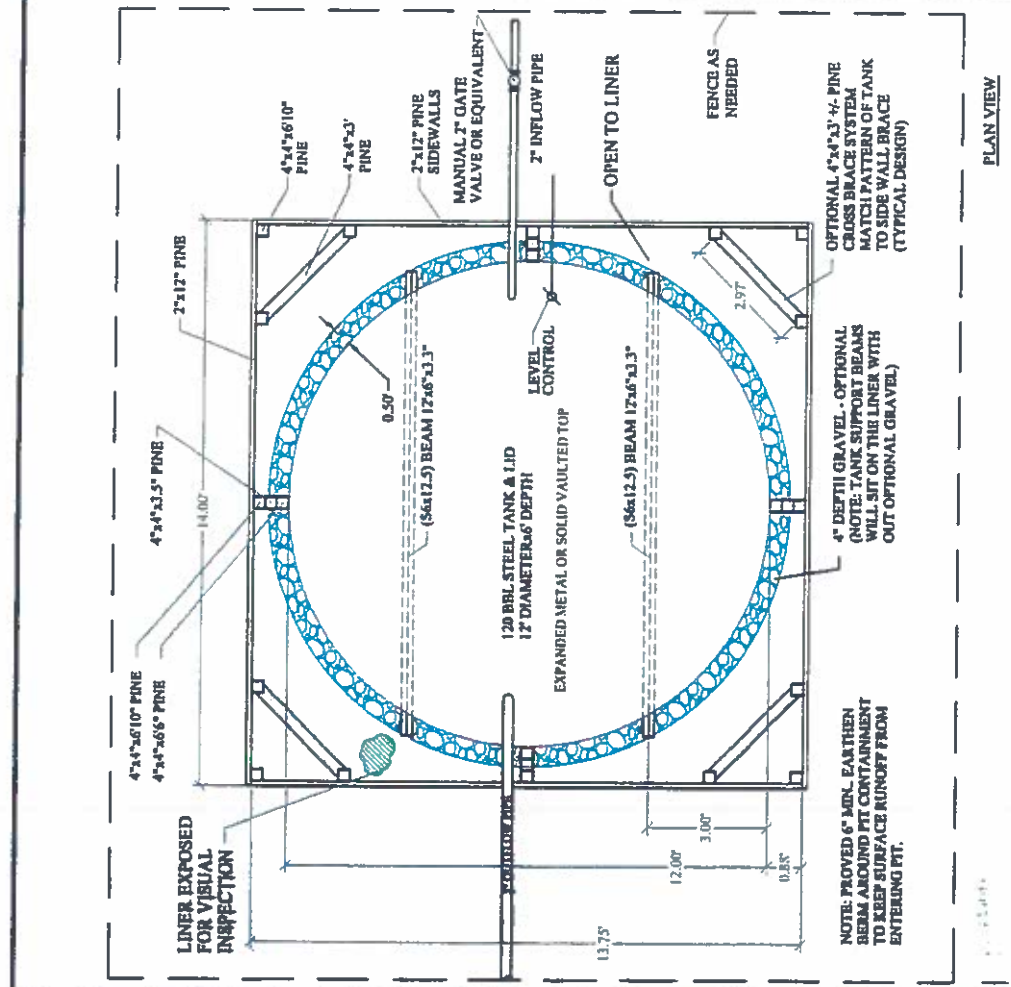 4"x4"x6'10" PINE
4"x4"x6'6" PINE
4"x4"x3.5" PINE
2"x12" PINE
4"x4"x6'10"
PINE
4"x4"x3'
PINE
2"x12" PINE
SIDEWALLS
MANUAL 2" GATE
VALVE OR EQUIVALENT
2" INFLOW PIPE
OPEN TO LINER
FENCE AS
NEEDED
14.00'
LINER EXPOSED
FOR VISUAL
INSPECTION
0.50'
(S6x12.5) BEAM 12'x6"x3.3"
120 BBL STEEL TANK & LID
12' DIAMETERx6' DEPTH
EXPANDED METAL OR SOLID VAULTED TOP
LEVEL
CONTROL
(S6x12.5) BEAM 12'x6"x3.3"
OUTFLOW PIPE
3.00'
12.00'
0.88'
13.75'
2.97'
NOTE: PROVED 6" MIN. EARTHEN
BERM AROUND PIT CONTAINMENT
TO KEEP SURFACE RUNOFF FROM
ENTERING PIT.
4" DEPTH GRAVEL - OPTIONAL
(NOTE: TANK SUPPORT BEAMS
WILL SIT ON THE LINER WITH
OUT OPTIONAL GRAVEL)
OPTIONAL 4"x4"x3' +/- PINE
CROSS BRACE SYSTEM
MATCH PATTERN OF TANK
TO SIDE WALL BRACE
(TYPICAL DESIGN)
PLAN VIEW